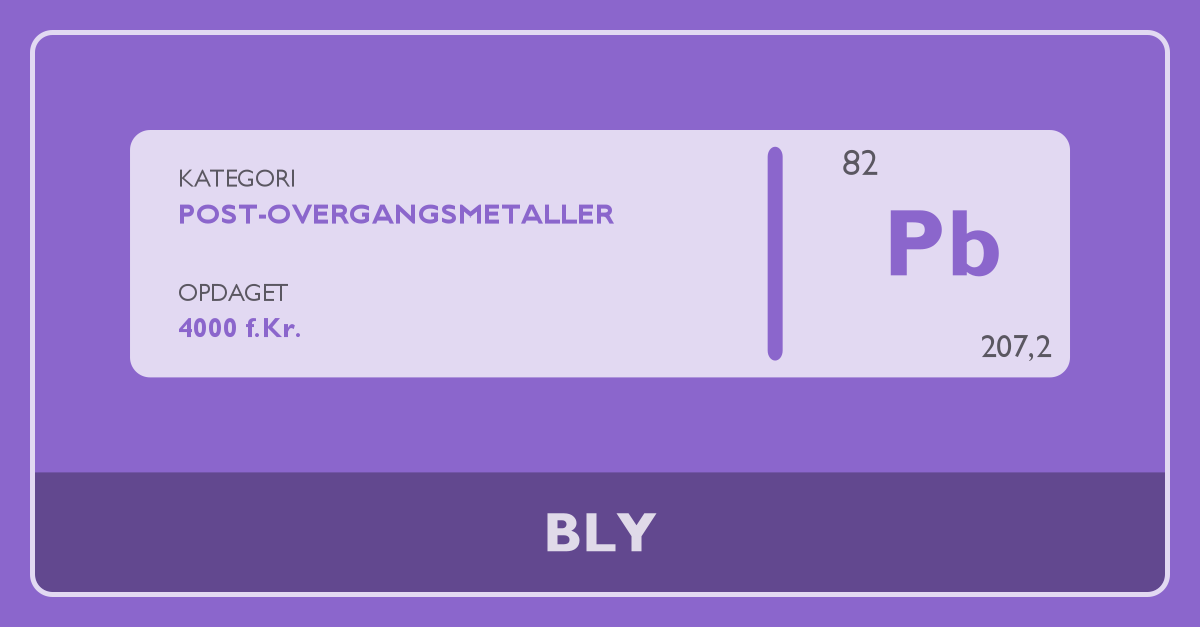 KATEGORI
POST-OVERGANGSMETALLER
OPDAGET
4000 f.Kr.
82
Pb
207,2
BLY